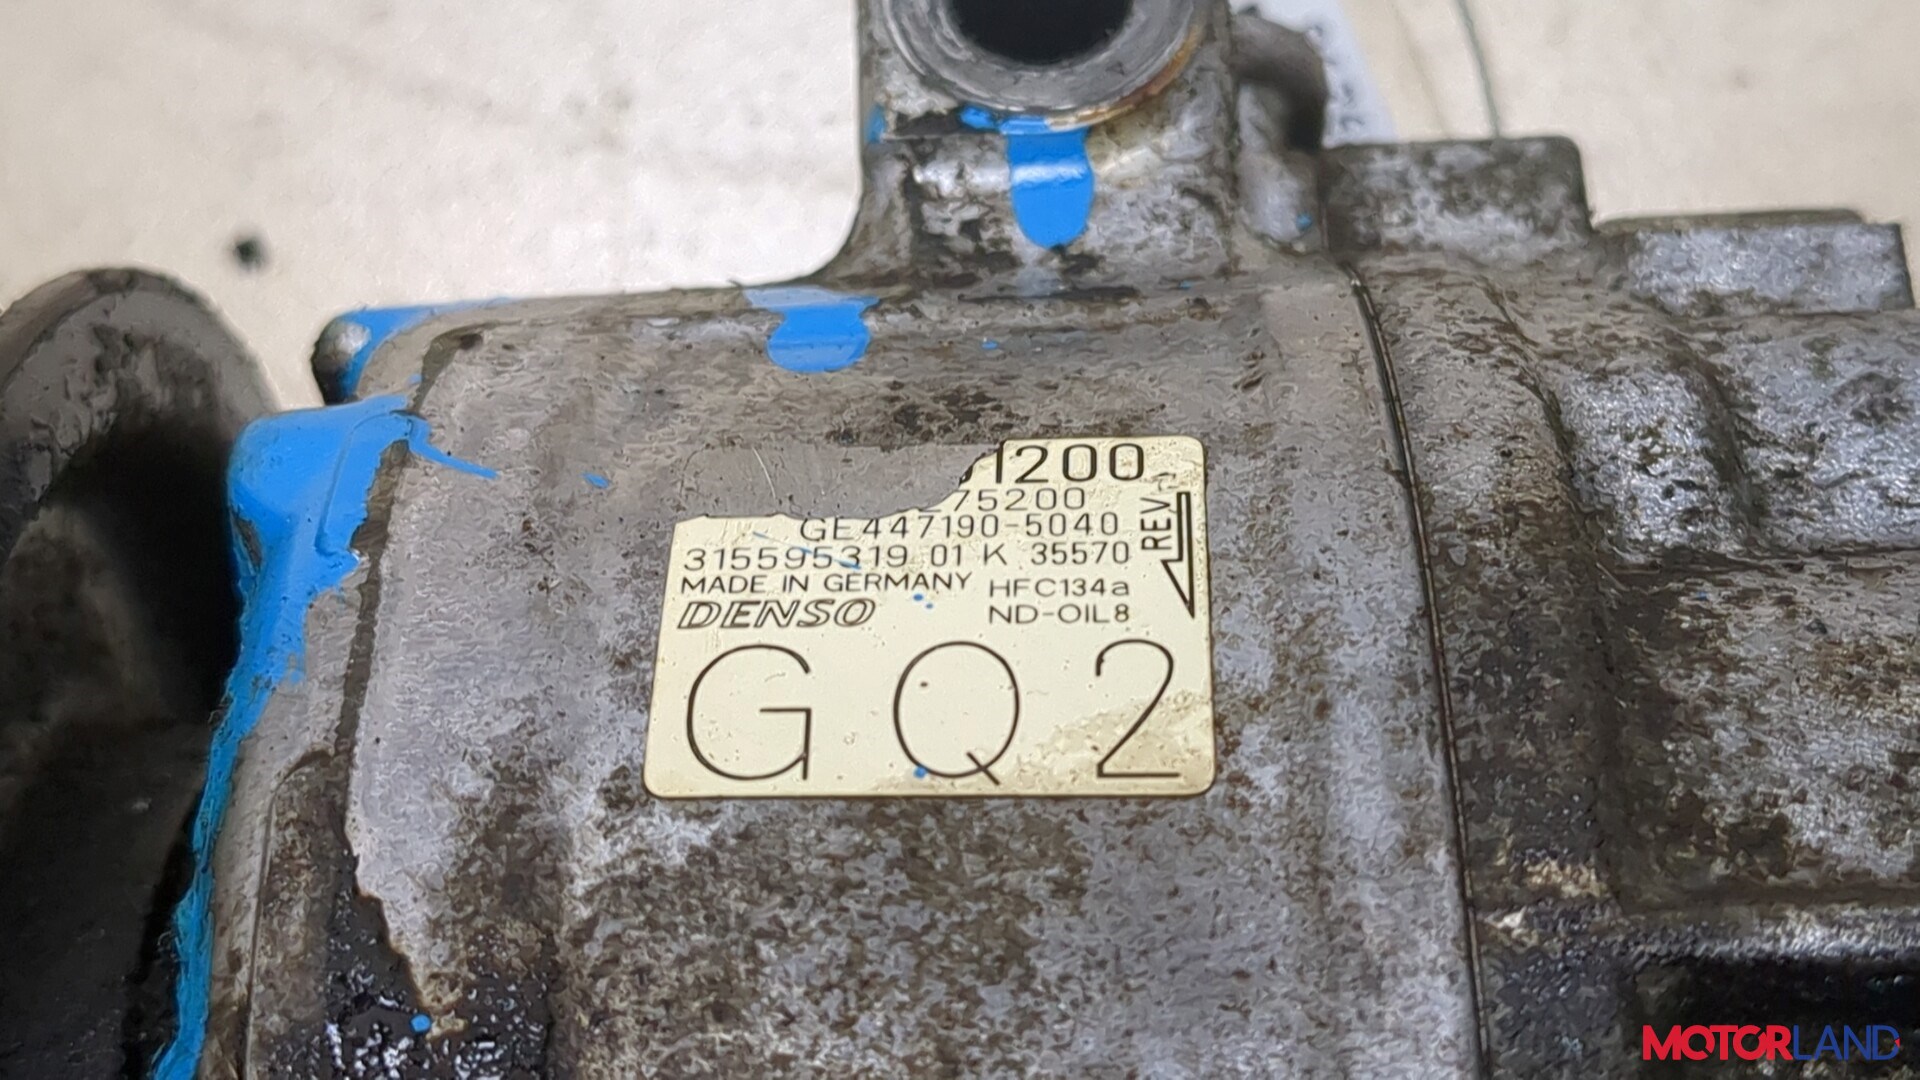 1200
75200
GE447190-5040
315595319 01 K 35570
MADE IN GERMANY HFC134a
DENSO ND-OIL8
REV
GQ2
MOTORLAND